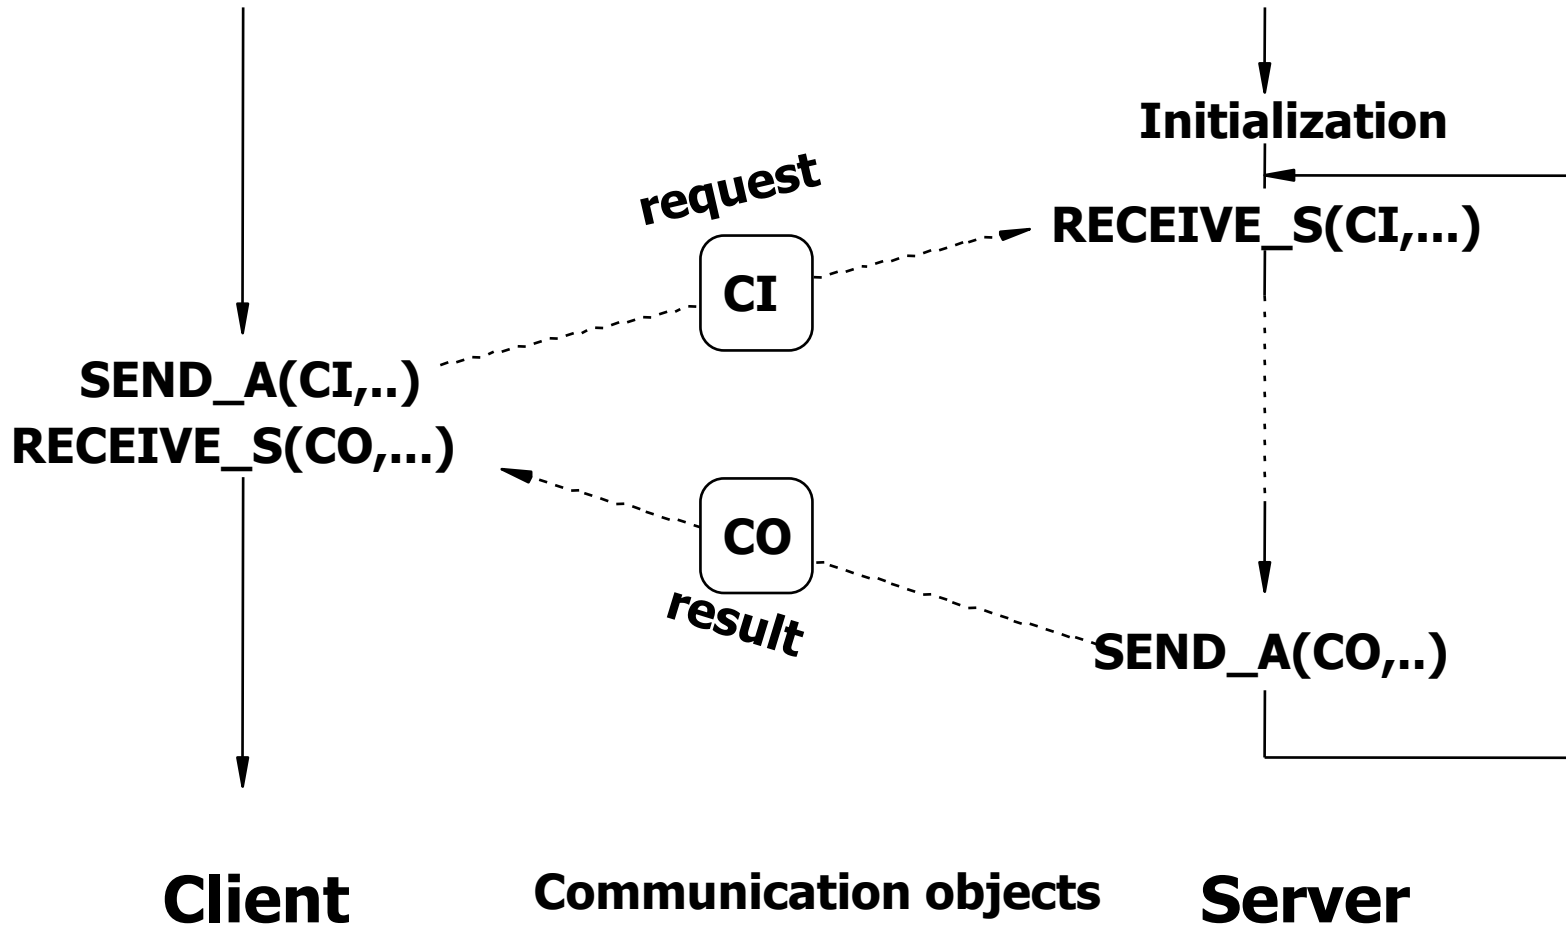 Initialization
request
RECEIVE_S(CI,...)
CI
SEND_A(CI,..)
RECEIVE_S(CO,...)
CO
result
SEND_A(CO,..)
Client
Communication objects
Server